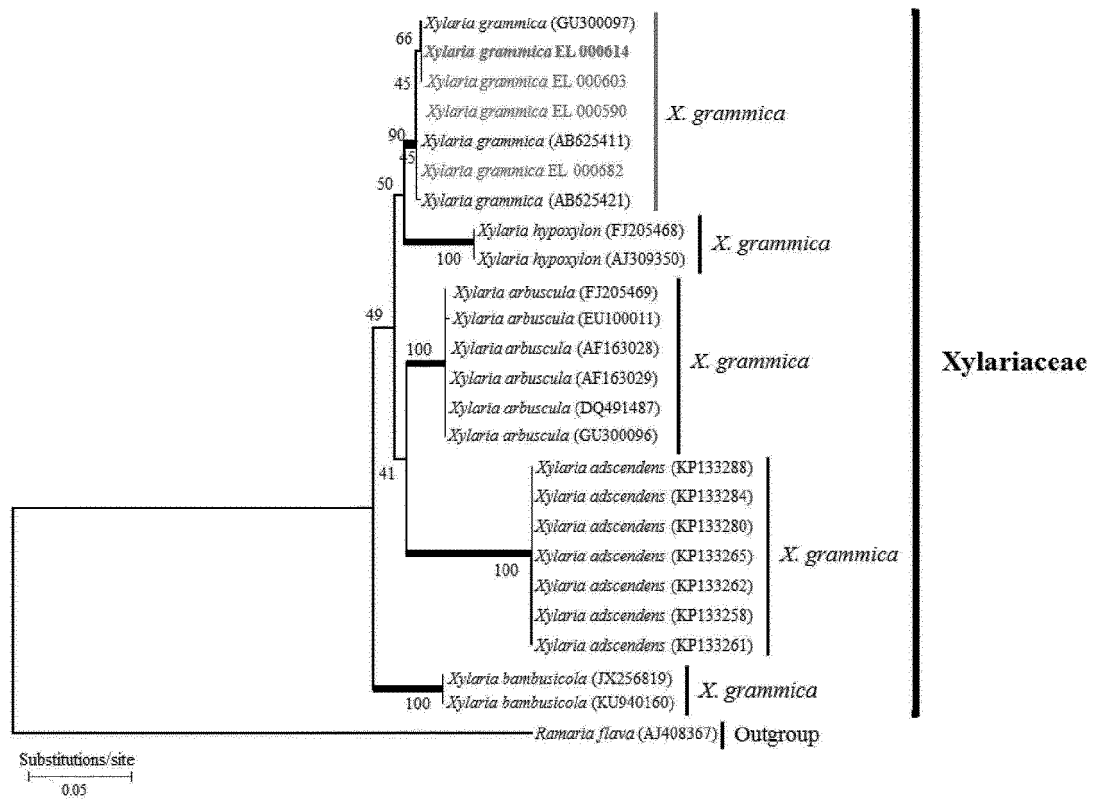 66
Xylaria grammica (GU300097)
Xylaria grammica EL 000614
45
Xylaria grammica EL 000603
Xylaria grammica EL 000590
X. grammica
90
Xylaria grammica (AB625411)
45
Xylaria grammica EL 000682
50
Xylaria grammica (AB625421)
Xylaria hypoxylon (FJ205468)
X. grammica
100
Xylaria hypoxylon (AJ309350)
Xylaria arbuscula (FJ205469)
49
Xylaria arbuscula (EU100011)
100
Xylaria arbuscula (AF163028)
X. grammica
Xylariaceae
Xylaria arbuscula (AF163029)
Xylaria arbuscula (DQ491487)
Xylaria arbuscula (GU300096)
41
Xylaria adscendens (KP133288)
Xylaria adscendens (KP133284)
Xylaria adscendens (KP133280)
Xylaria adscendens (KP133265)
X. grammica
100
Xylaria adscendens (KP133262)
Xylaria adscendens (KP133258)
Xylaria adscendens (KP133261)
Xylaria bambusicola (JX256819)
X. grammica
100
Xylaria bambusicola (KU940160)
Ramaria flava (AJ408367)
Outgroup
Substitutions/site
0.05